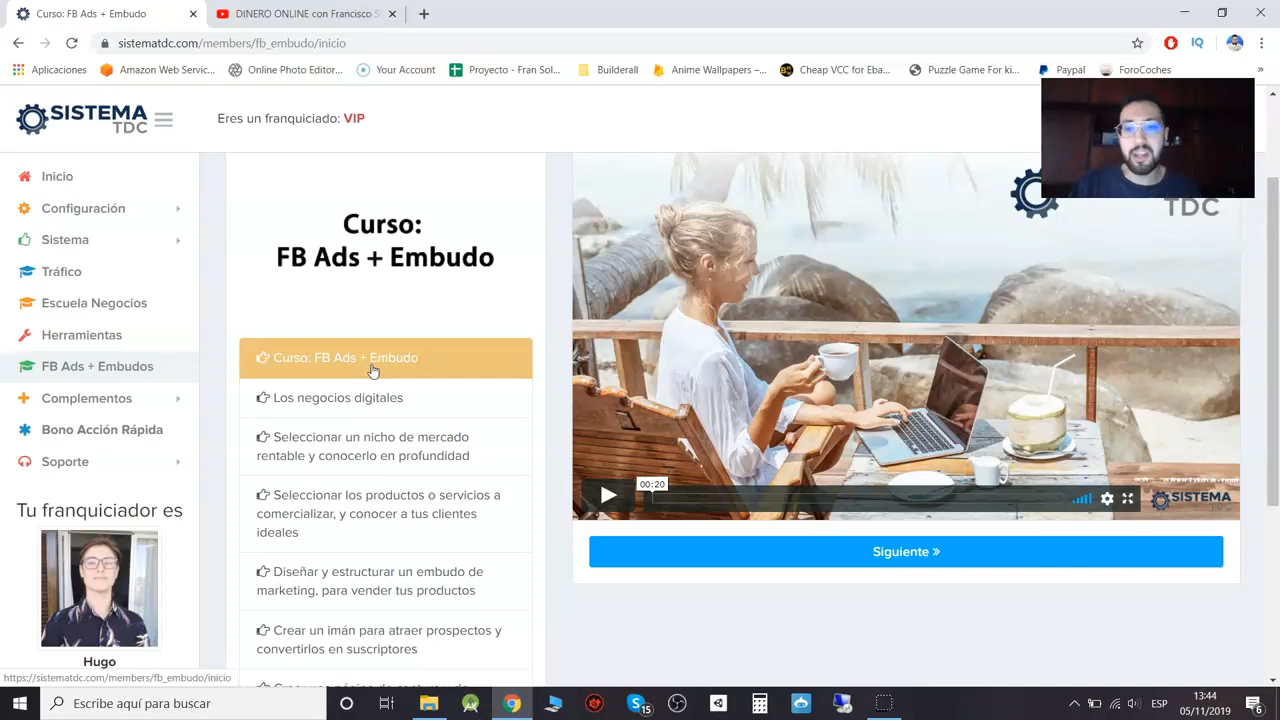 Curso: FB Ads + Embudo
DINERO ONLINE con Francisco S
sistematdc.com/members/fb_embudo/inicio
IQ
Aplicaciones
Amazon Web Servic...
Online Photo Editor...
Your Account
Proyecto - Fran Sol...
Builderall
Anime Wallpapers –...
Cheap VCC for Eba...
Puzzle Game For ki...
Paypal
ForoCoches
SISTEMA
TDC
Eres un franquiciado: VIP
Inicio
Configuración
Sistema
Tráfico
Escuela Negocios
Herramientas
FB Ads + Embudos
Complementos
Bono Acción Rápida
Soporte
Tu franquiciador es
Hugo
Curso:
FB Ads + Embudo
Curso: FB Ads + Embudo
Los negocios digitales
Seleccionar un nicho de mercado
rentable y conocerlo en profundidad
Seleccionar los productos o servicios a
comercializar, y conocer a tus clientes
ideales
Diseñar y estructurar un embudo de
marketing, para vender tus productos
Crear un imán para atraer prospectos y
convertirlos en suscriptores
TDC
00:20
SISTEMA
Siguiente »
https://sistematdc.com/members/fb_embudo/inicio
Escribe aquí para buscar
15
ESP
13:44
05/11/2019
6